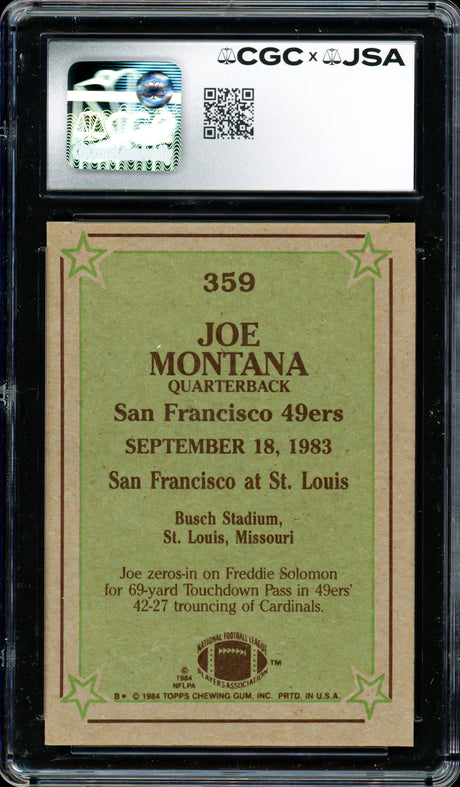 CGC x JSA
359
JOE
MONTANA
QUARTERBACK
San Francisco 49ers
SEPTEMBER 18, 1983
San Francisco at St. Louis
Busch Stadium,
St. Louis, Missouri
Joe zeros-in on Freddie Solomon
for 69-yard Touchdown Pass in 49ers'
42-27 trouncing of Cardinals.
NATIONAL FOOTBALL LEAGUE
PLAYERS ASSOCIATION
™
©
1984
NFLPA
B* © 1984 TOPPS CHEWING GUM, INC. PRTD. IN U.S.A.